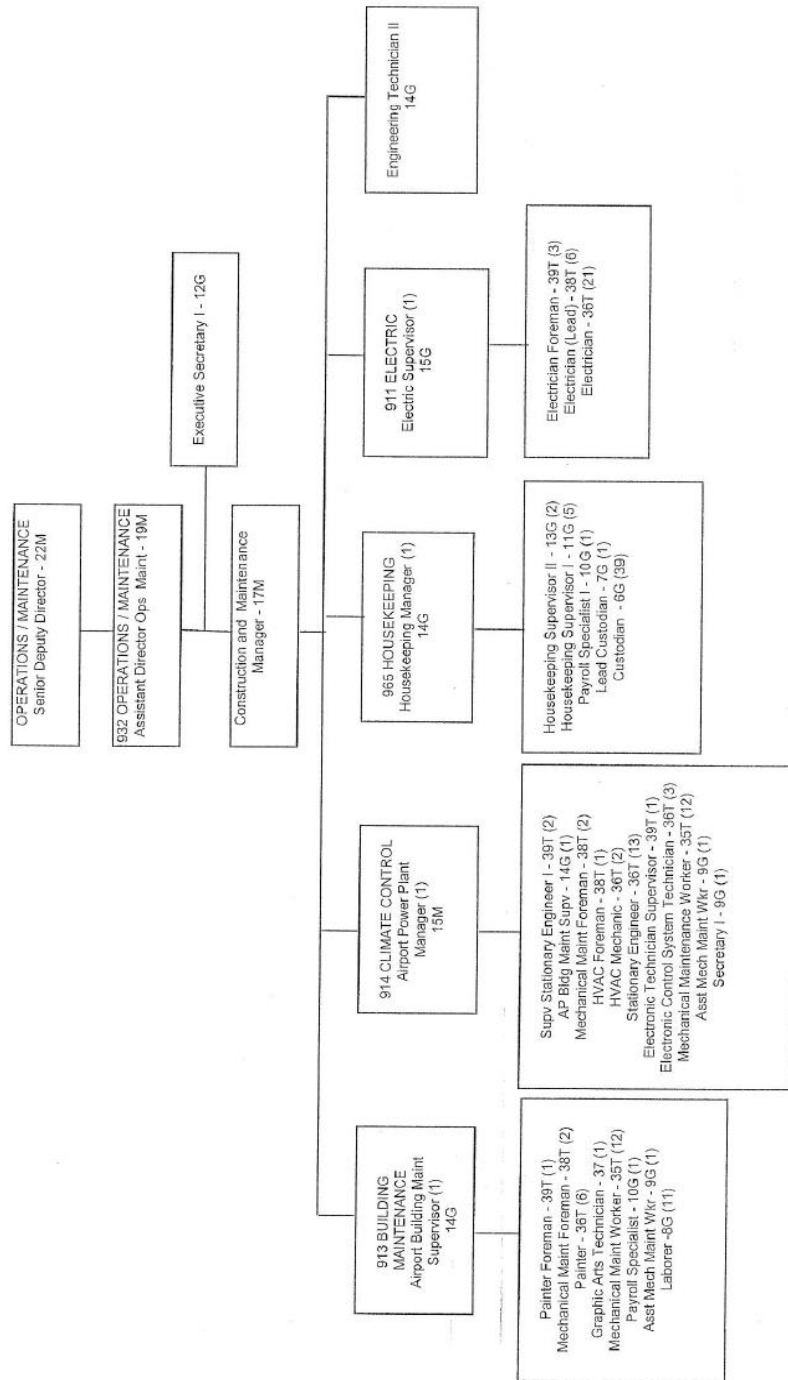 OPERATIONS / MAINTENANCE
Senior Deputy Director - 22M
932 OPERATIONS / MAINTENANCE
Assistant Director Ops Maint - 19M
Executive Secretary I - 12G
Construction and Maintenance
Manager - 17M
913 BUILDING
MAINTENANCE
Airport Building Maint
Supervisor (1)
14G
914 CLIMATE CONTROL
Airport Power Plant
Manager (1)
15M
965 HOUSEKEEPING
Housekeeping Manager (1)
14G
911 ELECTRIC
Electric Supervisor (1)
15G
Engineering Technician II
14G
Painter Foreman - 39T (1)
Mechanical Maint Foreman - 38T (2)
Painter - 36T (6)
Graphic Arts Technician - 37 (1)
Mechanical Maint Worker - 35T (12)
Payroll Specialist - 10G (1)
Asst Mech Maint Wkr - 9G (1)
Laborer -8G (11)
Supv Stationary Engineer I - 39T (2)
AP Bldg Maint Supv - 14G (1)
Mechanical Maint Foreman - 38T (2)
HVAC Foreman - 38T (1)
HVAC Mechanic - 36T (2)
Stationary Engineer - 36T (13)
Electronic Technician Supervisor - 39T (1)
Electronic Control System Technician - 36T (3)
Mechanical Maintenance Worker - 35T (12)
Asst Mech Maint Wkr - 9G (1)
Secretary I - 9G (1)
Housekeeping Supervisor II - 13G (2)
Housekeeping Supervisor I - 11G (5)
Payroll Specialist I - 10G (1)
Lead Custodian - 7G (1)
Custodian - 6G (39)
Electrician Foreman - 39T (3)
Electrician (Lead) - 38T (6)
Electrician - 36T (21)